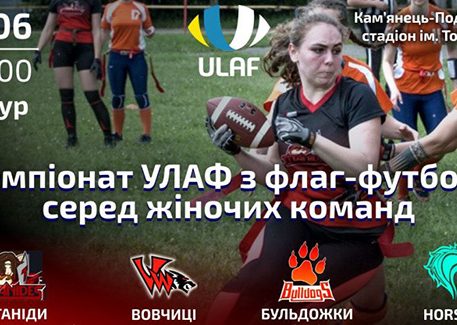 06
Кам'янець-Под
стадіон ім. То
:00
ULAF
ур
мпіонат УЛАФ з флаг-футбо
серед жіночих команд
Bulldogs
ТАНІДИ
ВОВЧИЦІ
БУЛЬДОЖКИ
HORS